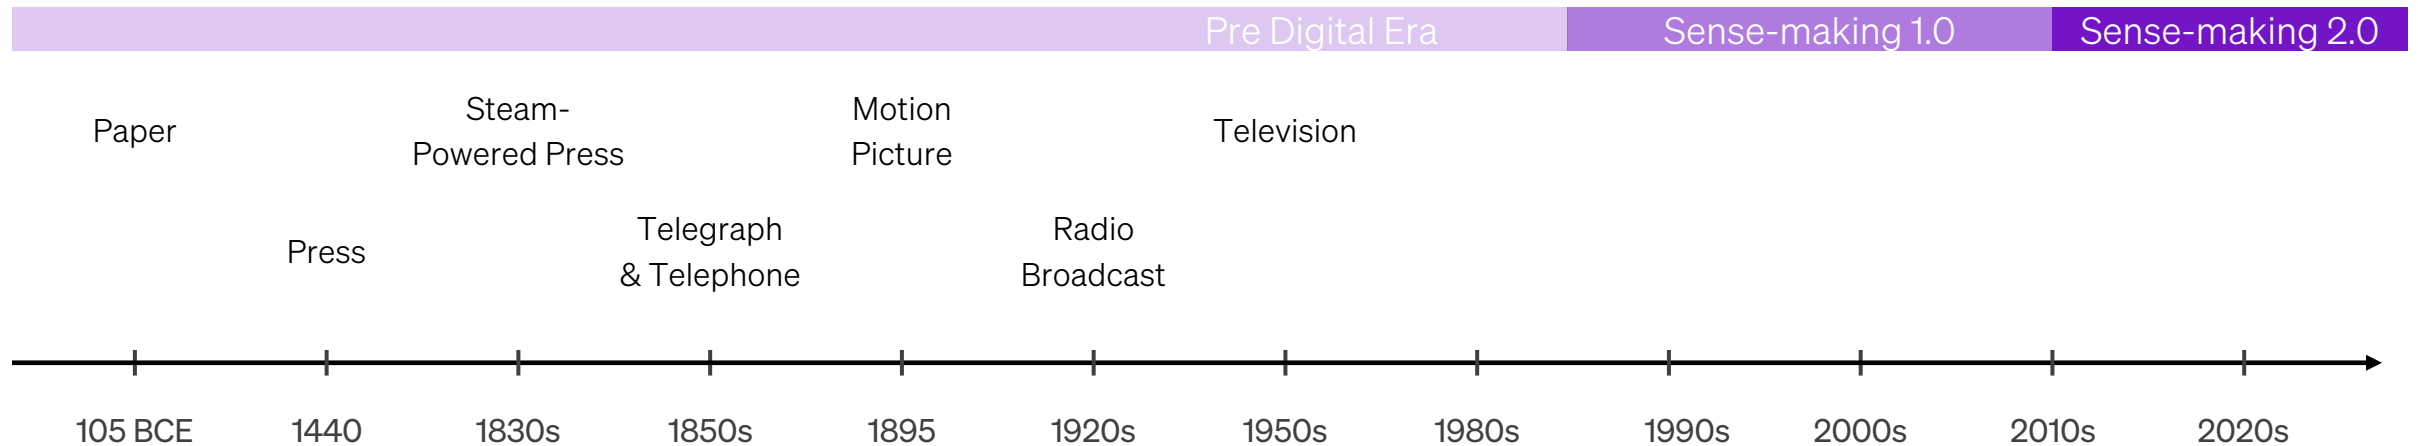 Pre Digital Era
Sense-making 1.0
Sense-making 2.0
Paper
Steam-
Powered Press
Motion
Picture
Television
Press
Telegraph
& Telephone
Radio
Broadcast
105 BCE
1440
1830s
1850s
1895
1920s
1950s
1980s
1990s
2000s
2010s
2020s